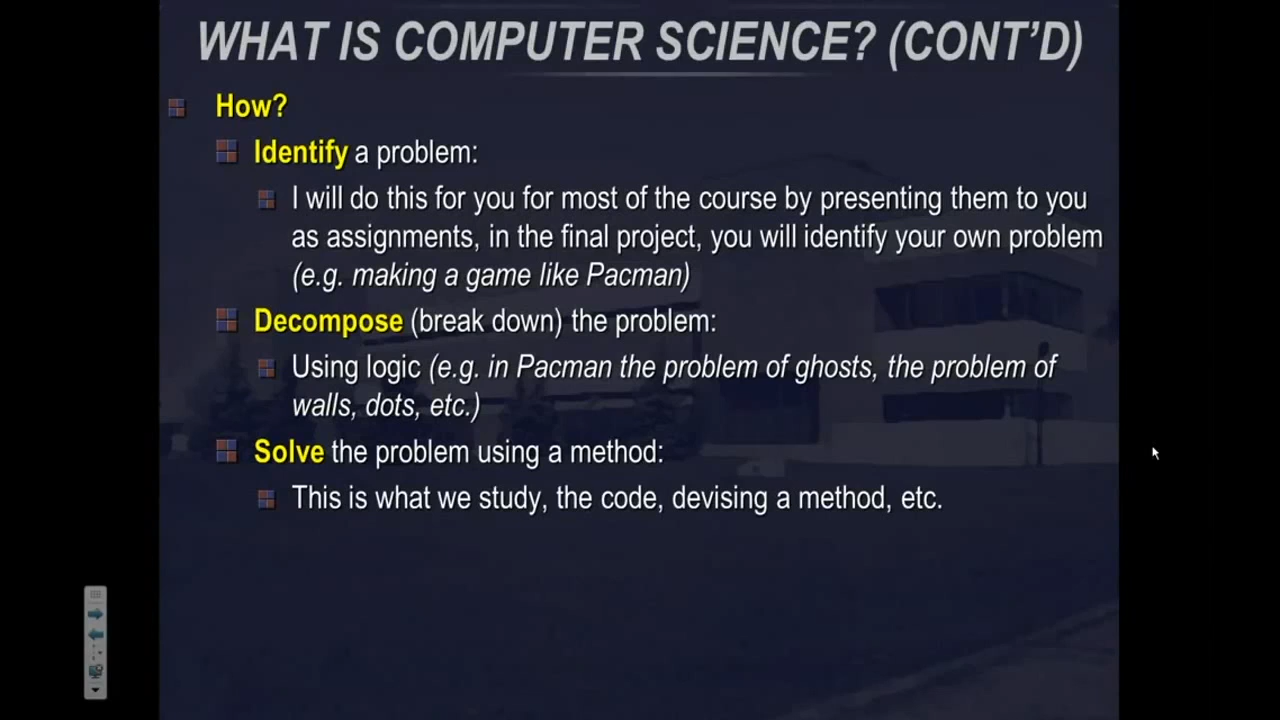 WHAT IS COMPUTER SCIENCE? (CONT'D)
How?
Identify a problem:
I will do this for you for most of the course by presenting them to you
as assignments, in the final project, you will identify your own problem
(e.g. making a game like Pacman)
Decompose (break down) the problem:
Using logic (e.g. in Pacman the problem of ghosts, the problem of
walls, dots, etc.)
Solve the problem using a method:
This is what we study, the code, devising a method, etc.